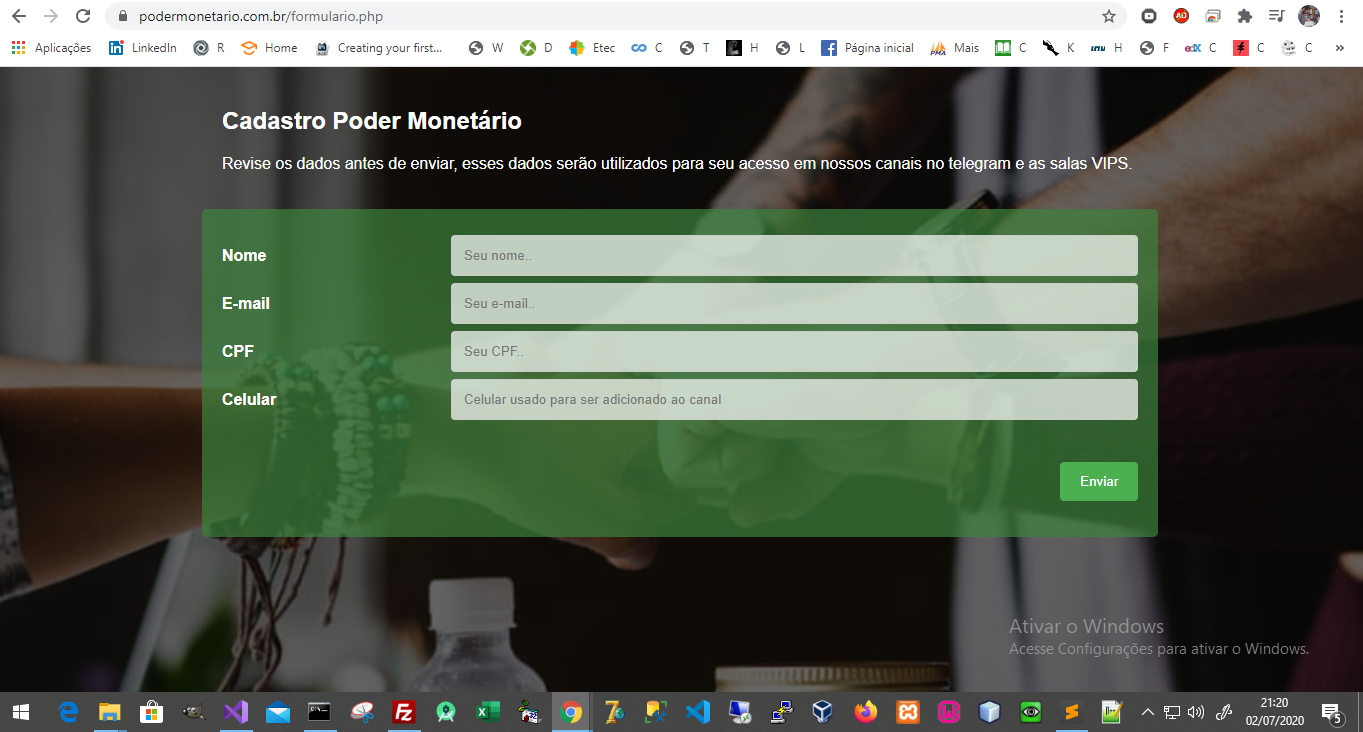 podermonetario.com.br/formulario.php
Aplicações LinkedIn R Home Creating your first... W D Etec C T H L Página inicial Mais C K H F C C C »
Cadastro Poder Monetário
Revise os dados antes de enviar, esses dados serão utilizados para seu acesso em nossos canais no telegram e as salas VIPS.
Nome Seu nome..
E-mail Seu e-mail..
CPF Seu CPF..
Celular Celular usado para ser adicionado ao canal
Enviar
Ativar o Windows
Acesse Configurações para ativar o Windows.
21:20
02/07/2020
5